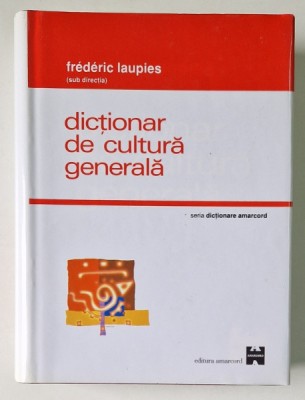 frédéric laupies
(sub direcția)
dicționar
de cultură
generală
seria dicționare amarcord
editura amarcord